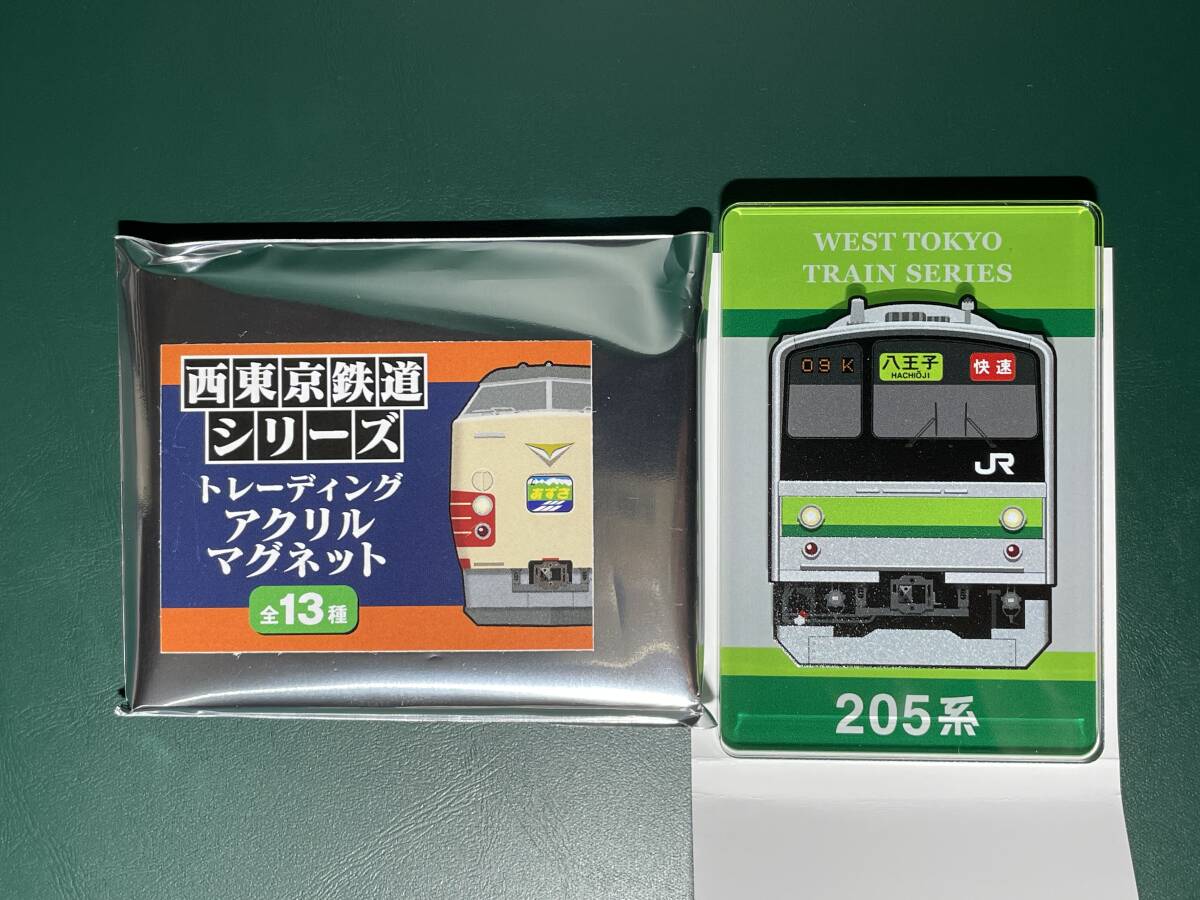 西東京鉄道
シリーズ
トレーディング
アクリル
マグネット
全13種
あずさ
WEST TOKYO
TRAIN SERIES
09K
八王子
HACHIŌJI
快速
JR
205系